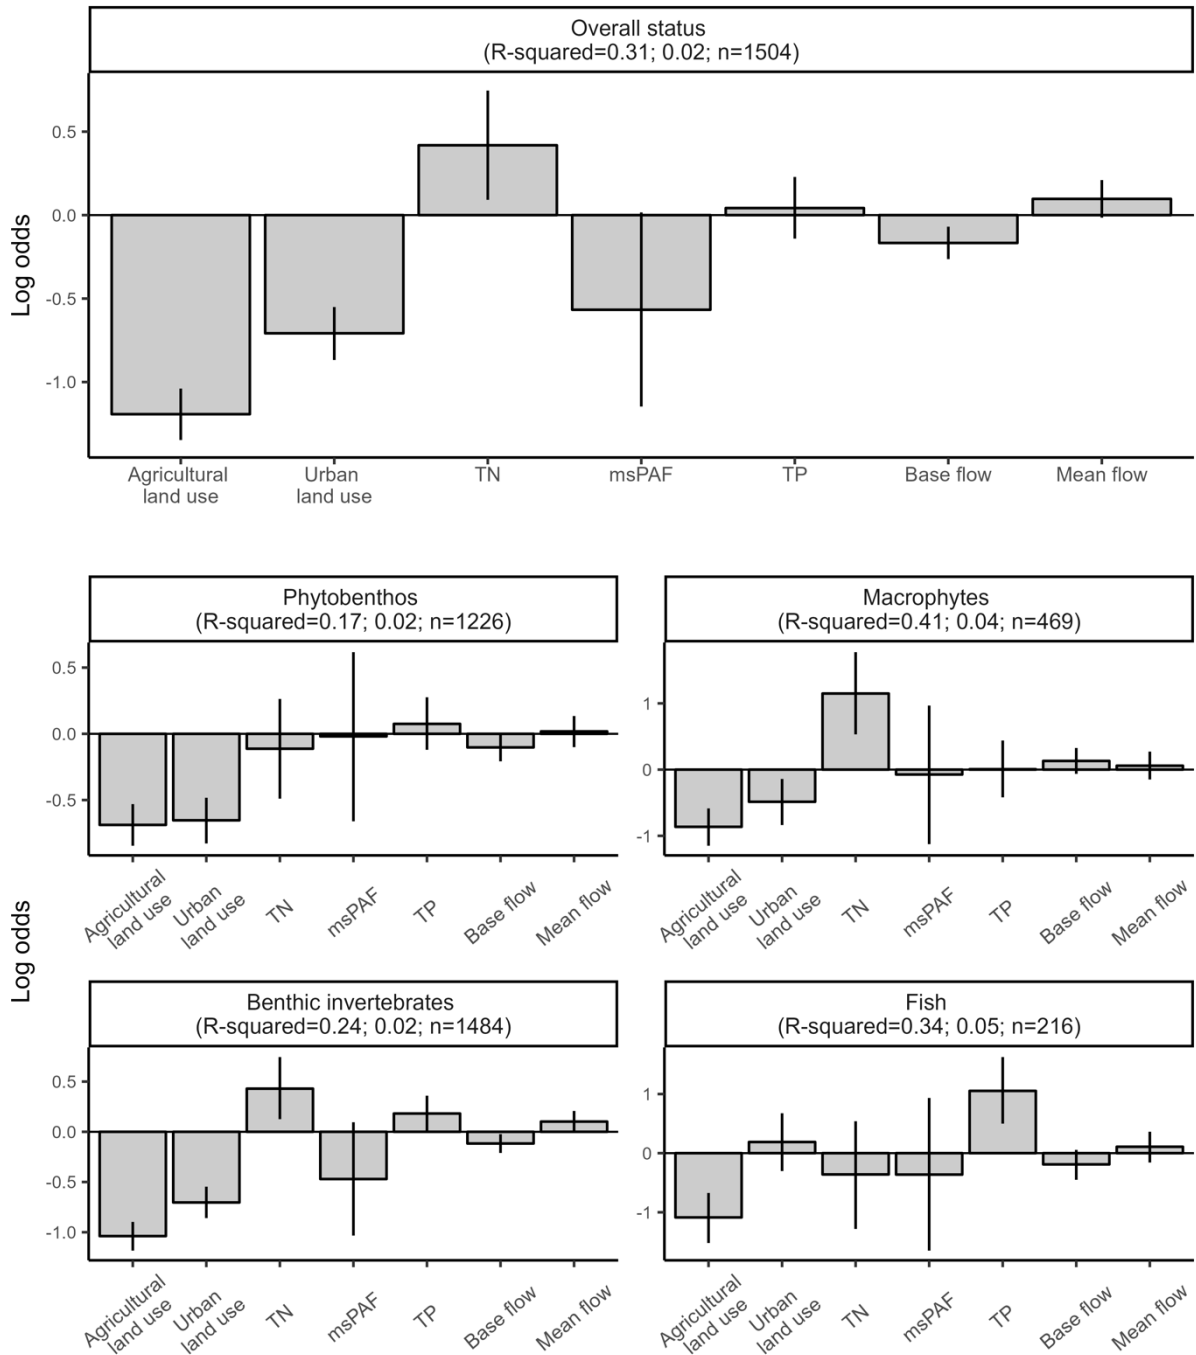 Overall status
(R-squared=0.31; 0.02; n=1504)
Log odds
0.5
0.0
-0.5
-1.0
Agricultural
land use
Urban
land use
TN
msPAF
TP
Base flow
Mean flow
Log odds
Phytobenthos
(R-squared=0.17; 0.02; n=1226)
0.5
0.0
-0.5
Agricultural
land use
Urban
land use
TN
msPAF
TP
Base flow
Mean flow
Macrophytes
(R-squared=0.41; 0.04; n=469)
1
0
-1
Agricultural
land use
Urban
land use
TN
msPAF
TP
Base flow
Mean flow
Benthic invertebrates
(R-squared=0.24; 0.02; n=1484)
0.5
0.0
-0.5
-1.0
Agricultural
land use
Urban
land use
TN
msPAF
TP
Base flow
Mean flow
Fish
(R-squared=0.34; 0.05; n=216)
1
0
-1
Agricultural
land use
Urban
land use
TN
msPAF
TP
Base flow
Mean flow